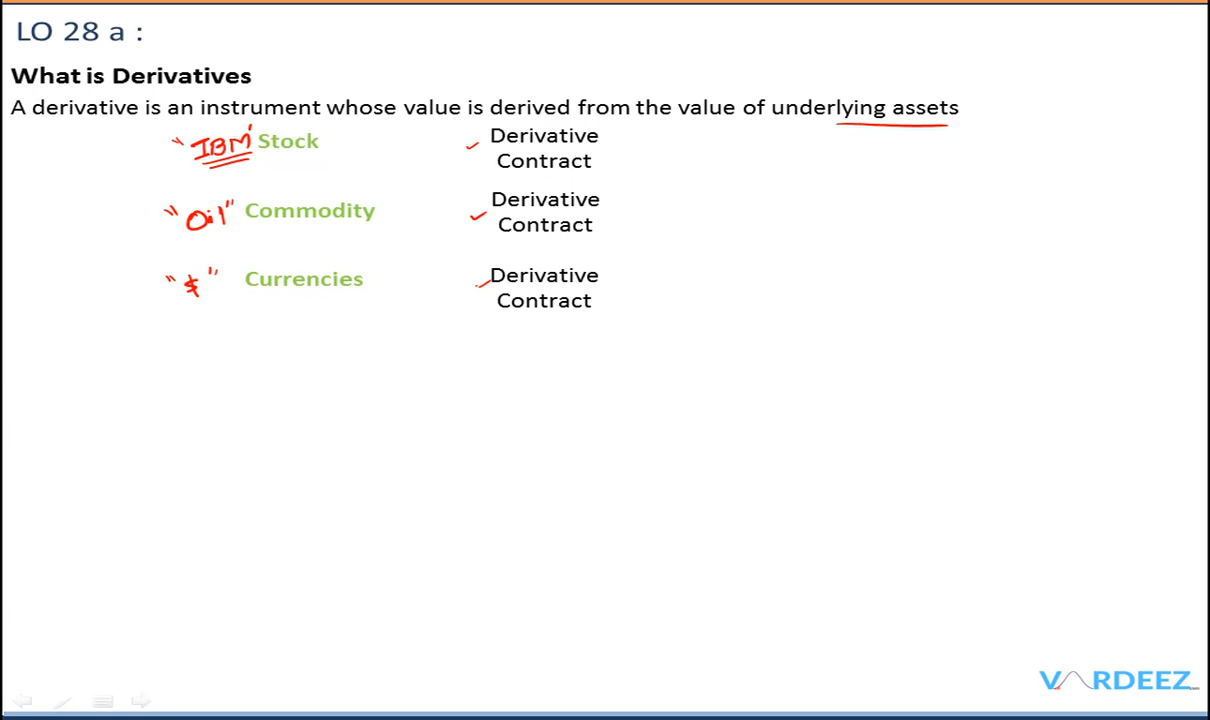 LO 28 a :
What is Derivatives
A derivative is an instrument whose value is derived from the value of underlying assets
"IBM" Stock Derivative
Contract
"Oil" Commodity Derivative
Contract
"$" Currencies Derivative
Contract
VARDEEZ